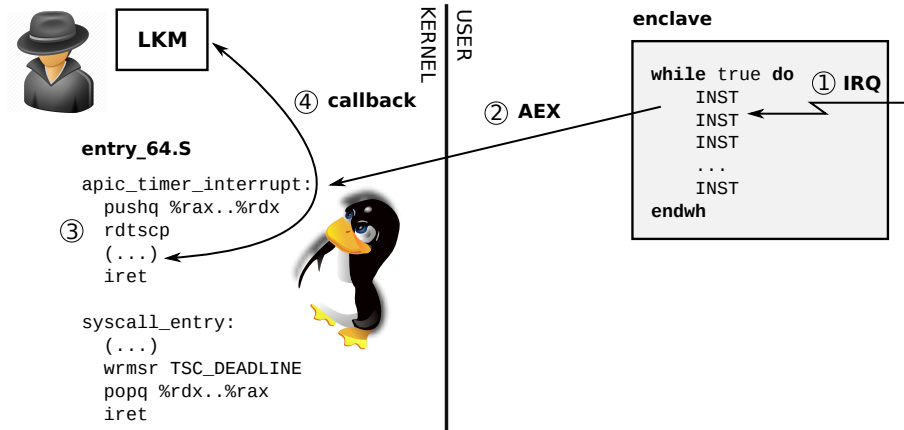 LKM
KERNEL
USER
④ callback
② AEX
enclave
while true do
INST
① IRQ
INST
INST
...
INST
endwh
entry_64.S
apic_timer_interrupt:
pushq %rax..%rdx
③ rdtscp
(...)
iret
syscall_entry:
(...)
wrmsr TSC_DEADLINE
popq %rdx..%rax
iret